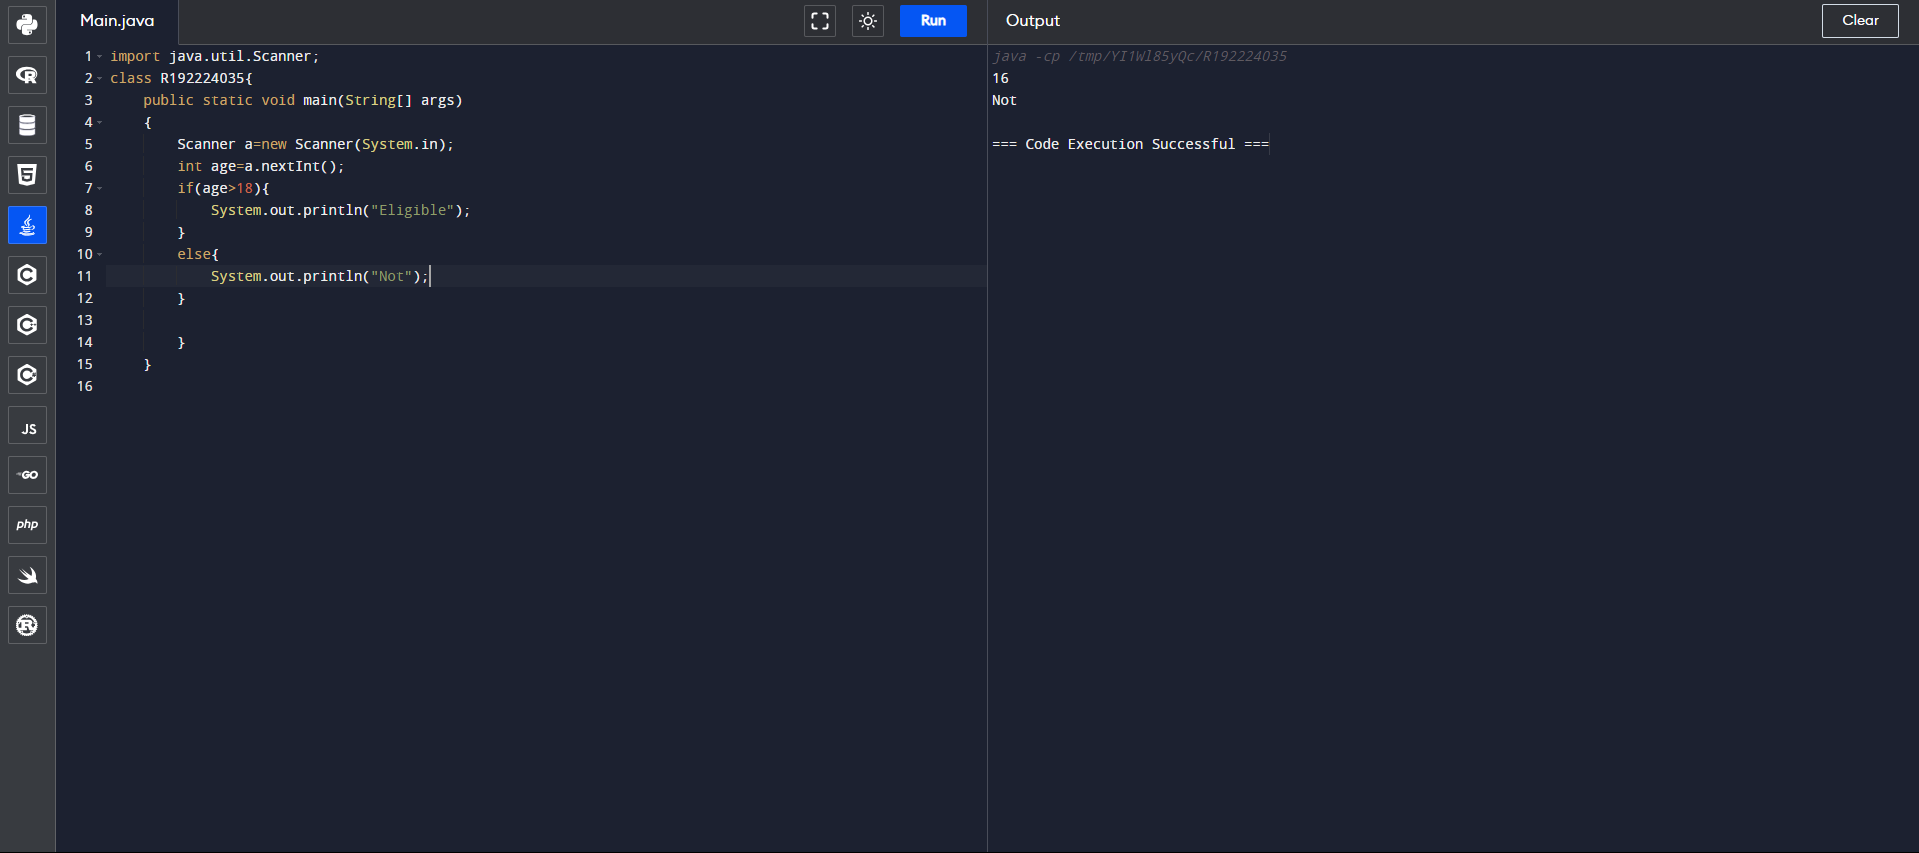 Main.java
Run
1 import java.util.Scanner;
2 class R192224035{
3     public static void main(String[] args)
4     {
5         Scanner a=new Scanner(System.in);
6         int age=a.nextInt();
7         if(age>18){
8             System.out.println("Eligible");
9         }
10         else{
11             System.out.println("Not");
12         }
13
14         }
15     }
16
JS
GO
php
Output
Clear
java -cp /tmp/YI1Wl85yQc/R192224035
16
Not
=== Code Execution Successful ===